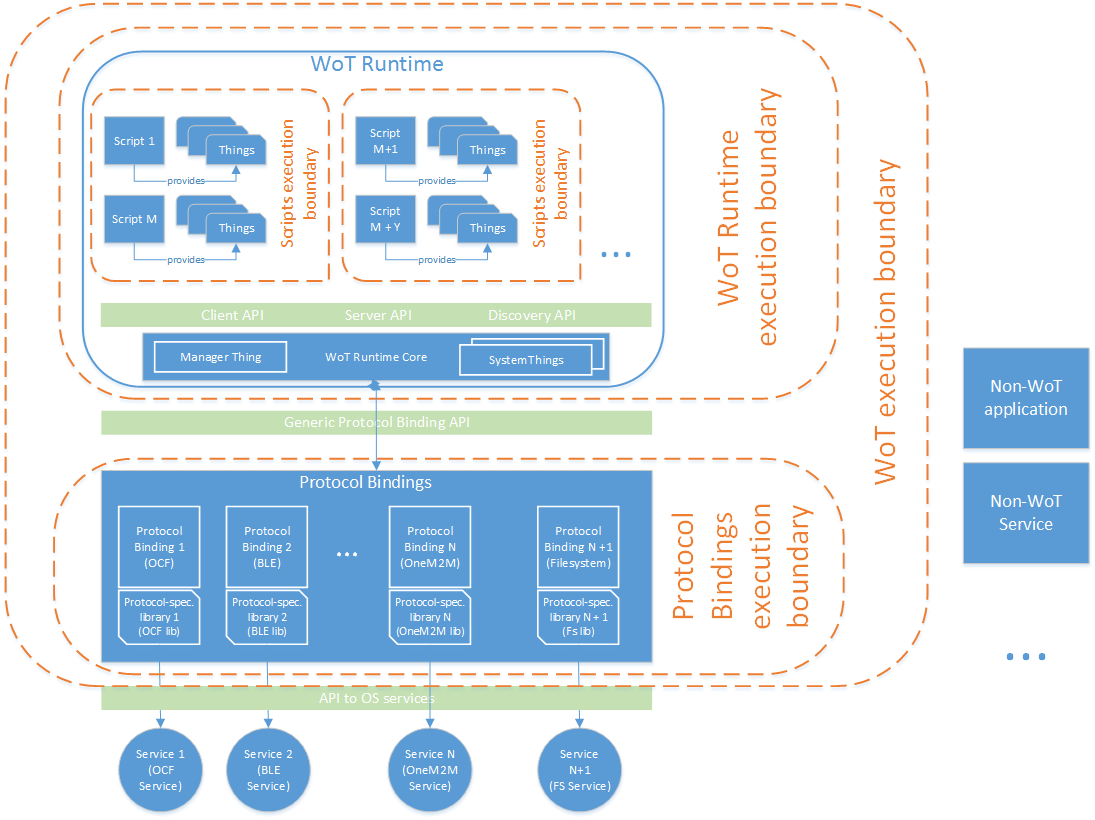 WoT Runtime
Script 1
Things
provides
Script M
Things
provides
Scripts execution
boundary
Script
M+1
Things
provides
Script
M + Y
Things
provides
Scripts execution
boundary
...
Client API
Server API
Discovery API
Manager Thing
WoT Runtime Core
SystemThings
WoT Runtime
execution boundary
WoT execution boundary
Generic Protocol Binding API
Protocol Bindings
Protocol
Binding 1
(OCF)
Protocol
Binding 2
(BLE)
...
Protocol
Binding N
(OneM2M)
Protocol
Binding N +1
(Filesystem)
Protocol-spec.
library 1
(OCF lib)
Protocol-spec.
library 2
(BLE lib)
Protocol-spec.
library N
(OneM2M lib)
Protocol-spec.
library N + 1
(Fs lib)
Protocol
Bindings
execution
boundary
API to OS services
Service 1
(OCF
Service)
Service 2
(BLE
Service)
Service N
(OneM2M
Service)
Service
N+1
(FS Service)
Non-WoT
application
Non-WoT
Service
...